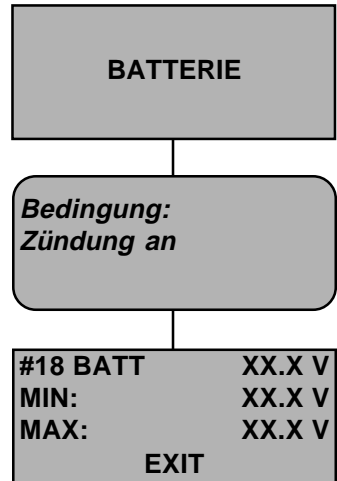 BATTERIE
Bedingung:
Zündung an
#18 BATT XX.X V
MIN: XX.X V
MAX: XX.X V
EXIT